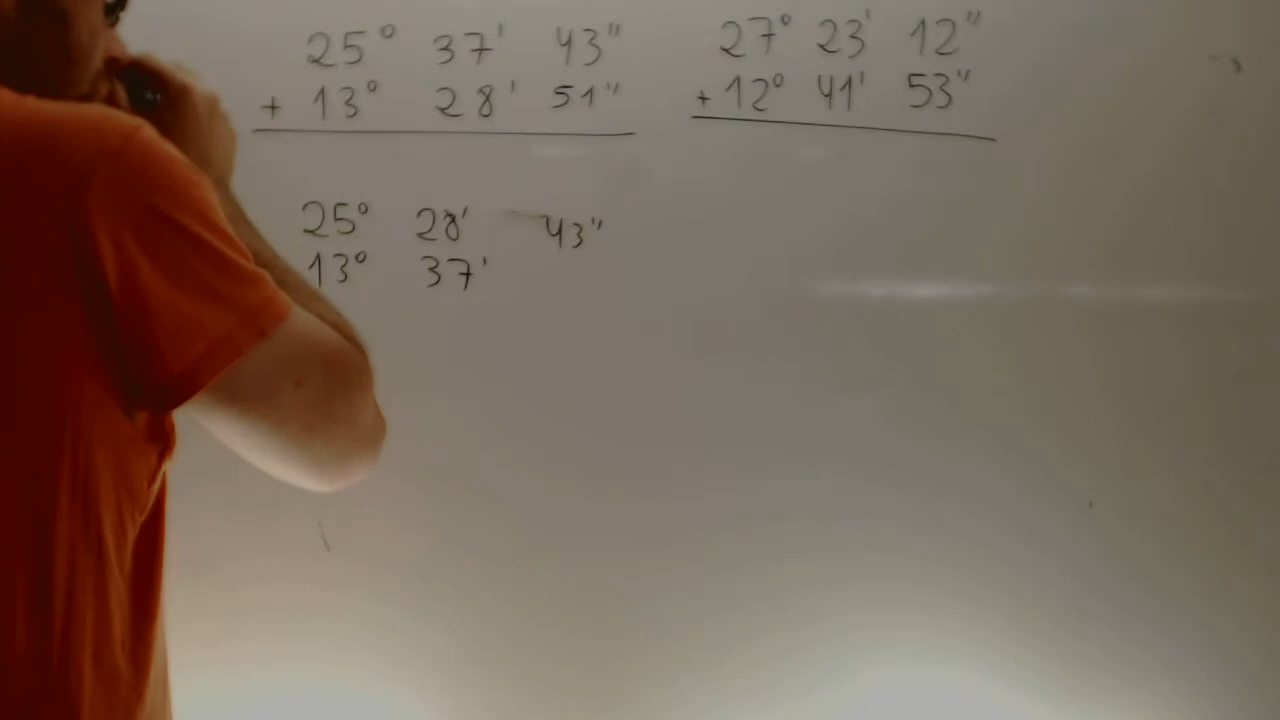 25° 37' 43"
+ 13° 28' 51"
27° 23' 12"
+ 12° 41' 53"
25° 28' 43"
13° 37'